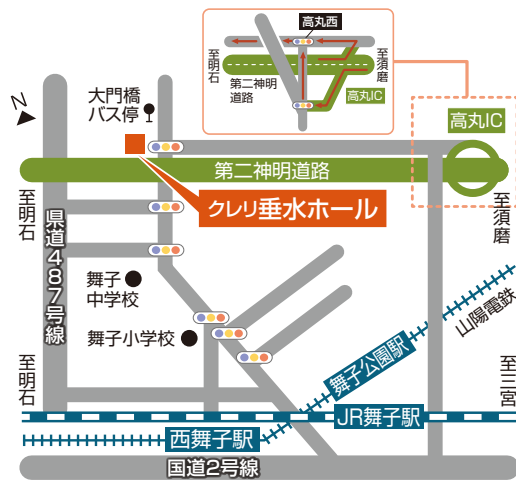 高丸西
至明石
至須磨
第二神明
道路
高丸IC
N
大門橋
バス停
高丸IC
第二神明道路
至明石
クレリ垂水ホール
至須磨
県道487号線
舞子
中学校
舞子小学校
山陽電鉄
舞子公園駅
至明石
至三宮
JR舞子駅
西舞子駅
国道2号線